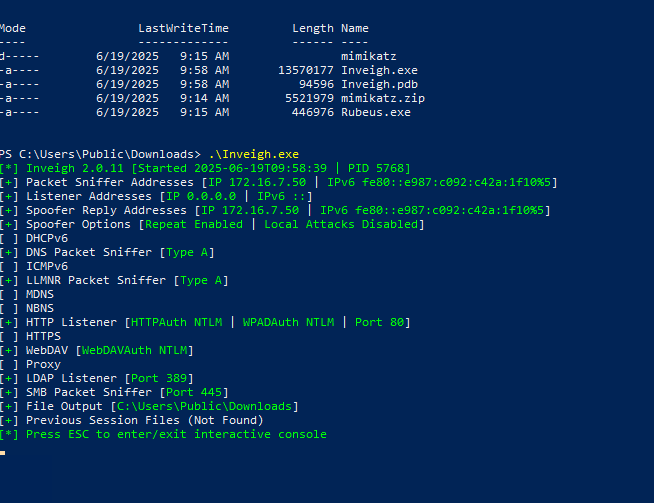 Mode LastWriteTime Length Name
---- ------------- ------ ----
d----- 6/19/2025 9:15 AM mimikatz
-a---- 6/19/2025 9:58 AM 13570177 Inveigh.exe
-a---- 6/19/2025 9:58 AM 94596 Inveigh.pdb
-a---- 6/19/2025 9:14 AM 5521979 mimikatz.zip
-a---- 6/19/2025 9:15 AM 446976 Rubeus.exe
PS C:\Users\Public\Downloads> .\Inveigh.exe
[*] Inveigh 2.0.11 [Started 2025-06-19T09:58:39 | PID 5768]
[+] Packet Sniffer Addresses [IP 172.16.7.50 | IPv6 fe80::e987:c092:c42a:1f10%5]
[+] Listener Addresses [IP 0.0.0.0 | IPv6 ::]
[+] Spoofer Reply Addresses [IP 172.16.7.50 | IPv6 fe80::e987:c092:c42a:1f10%5]
[+] Spoofer Options [Repeat Enabled | Local Attacks Disabled]
[ ] DHCPv6
[+] DNS Packet Sniffer [Type A]
[ ] ICMPv6
[+] LLMNR Packet Sniffer [Type A]
[ ] MDNS
[ ] NBNS
[+] HTTP Listener [HTTPAuth NTLM | WPADAuth NTLM | Port 80]
[ ] HTTPS
[+] WebDAV [WebDAVAuth NTLM]
[ ] Proxy
[+] LDAP Listener [Port 389]
[+] SMB Packet Sniffer [Port 445]
[+] File Output [C:\Users\Public\Downloads]
[+] Previous Session Files (Not Found)
[*] Press ESC to enter/exit interactive console